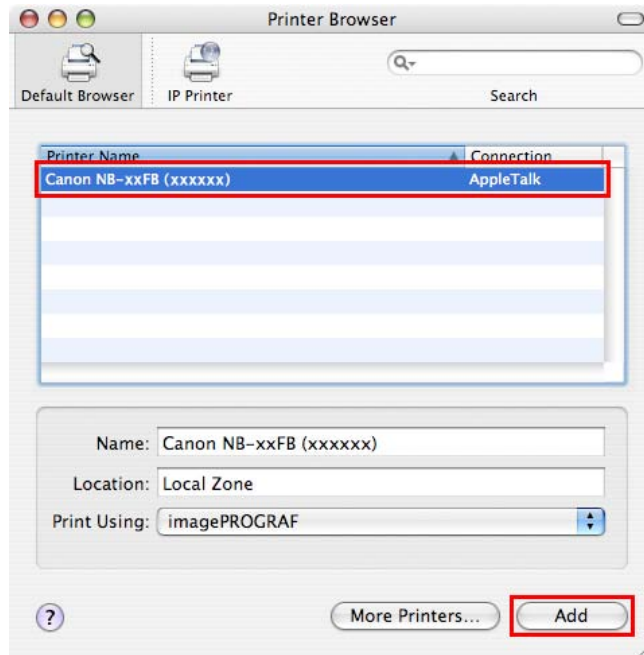 Printer Browser
Default Browser IP Printer Search
Printer Name Connection
Canon NB-xxFB (xxxxxx) AppleTalk
Name: Canon NB-xxFB (xxxxxx)
Location: Local Zone
Print Using: imagePROGRAF
? More Printers... Add